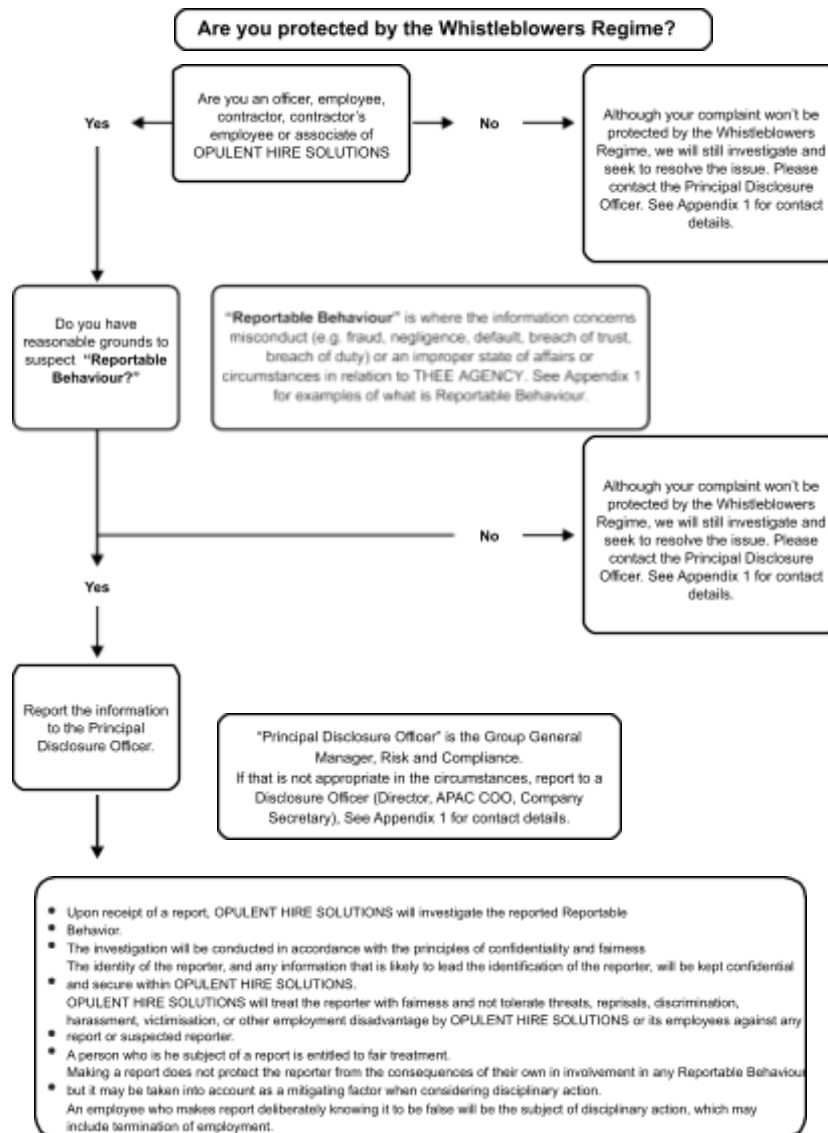 Are you protected by the Whistleblowers Regime?
Are you an officer, employee,
contractor, contractor's
employee or associate of
OPULENT HIRE SOLUTIONS
Yes
No
Although your complaint won't be
protected by the Whistleblowers
Regime, we will still investigate and
seek to resolve the issue. Please
contact the Principal Disclosure
Officer. See Appendix 1 for contact
details.
Do you have
reasonable grounds to
suspect "Reportable
Behaviour?"
"Reportable Behaviour" is where the information concerns
misconduct (e.g. fraud, negligence, default, breach of trust,
breach of duty) or an improper state of affairs or
circumstances in relation to THEE AGENCY. See Appendix 1
for examples of what is Reportable Behaviour.
No
Although your complaint won't be
protected by the Whistleblowers
Regime, we will still investigate and
seek to resolve the issue. Please
contact the Principal Disclosure
Officer. See Appendix 1 for contact
details.
Yes
Report the information
to the Principal
Disclosure Officer.
"Principal Disclosure Officer" is the Group General
Manager, Risk and Compliance.
If that is not appropriate in the circumstances, report to a
Disclosure Officer (Director, APAC COO, Company
Secretary), See Appendix 1 for contact details.
• Upon receipt of a report, OPULENT HIRE SOLUTIONS will investigate the reported Reportable
• Behavior.
• The investigation will be conducted in accordance with the principles of confidentiality and fairness
The identity of the reporter, and any information that is likely to lead the identification of the reporter, will be kept confidential
• and secure within OPULENT HIRE SOLUTIONS.
OPULENT HIRE SOLUTIONS will treat the reporter with fairness and not tolerate threats, reprisals, discrimination,
harassment, victimisation, or other employment disadvantage by OPULENT HIRE SOLUTIONS or its employees against any
• report or suspected reporter.
• A person who is he subject of a report is entitled to fair treatment.
Making a report does not protect the reporter from the consequences of their own in involvement in any Reportable Behaviour
• but it may be taken into account as a mitigating factor when considering disciplinary action.
An employee who makes report deliberately knowing it to be false will be the subject of disciplinary action, which may
include termination of employment.